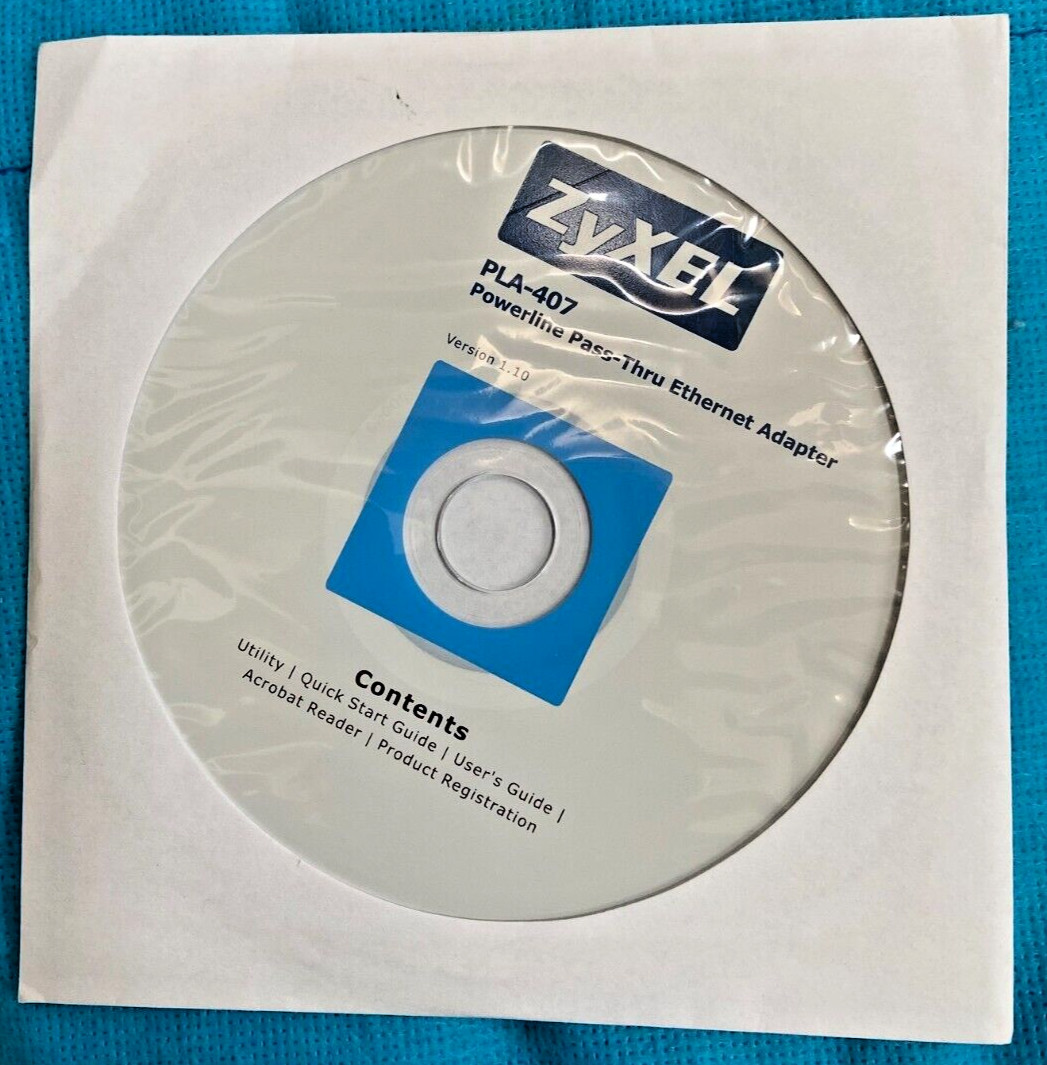 ZyXEL
PLA-407
Powerline Pass-Thru Ethernet Adapter
Version 1.10
Contents
Utility | Quick Start Guide | User's Guide |
Acrobat Reader | Product Registration